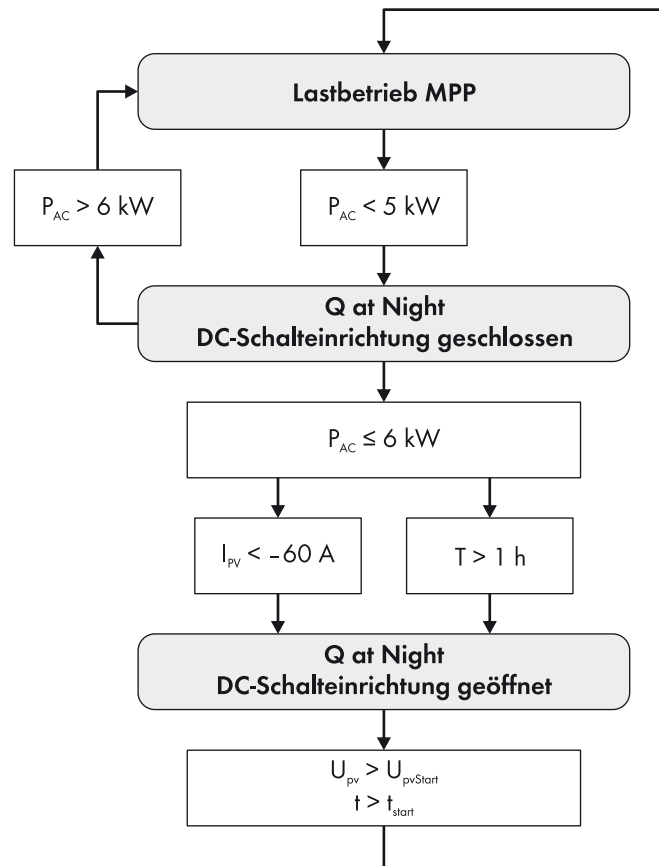 Lastbetrieb MPP
P_AC > 6 kW
P_AC < 5 kW
Q at Night
DC-Schalteinrichtung geschlossen
P_AC ≤ 6 kW
I_PV < –60 A
T > 1 h
Q at Night
DC-Schalteinrichtung geöffnet
U_pv > U_pvStart
t > t_start